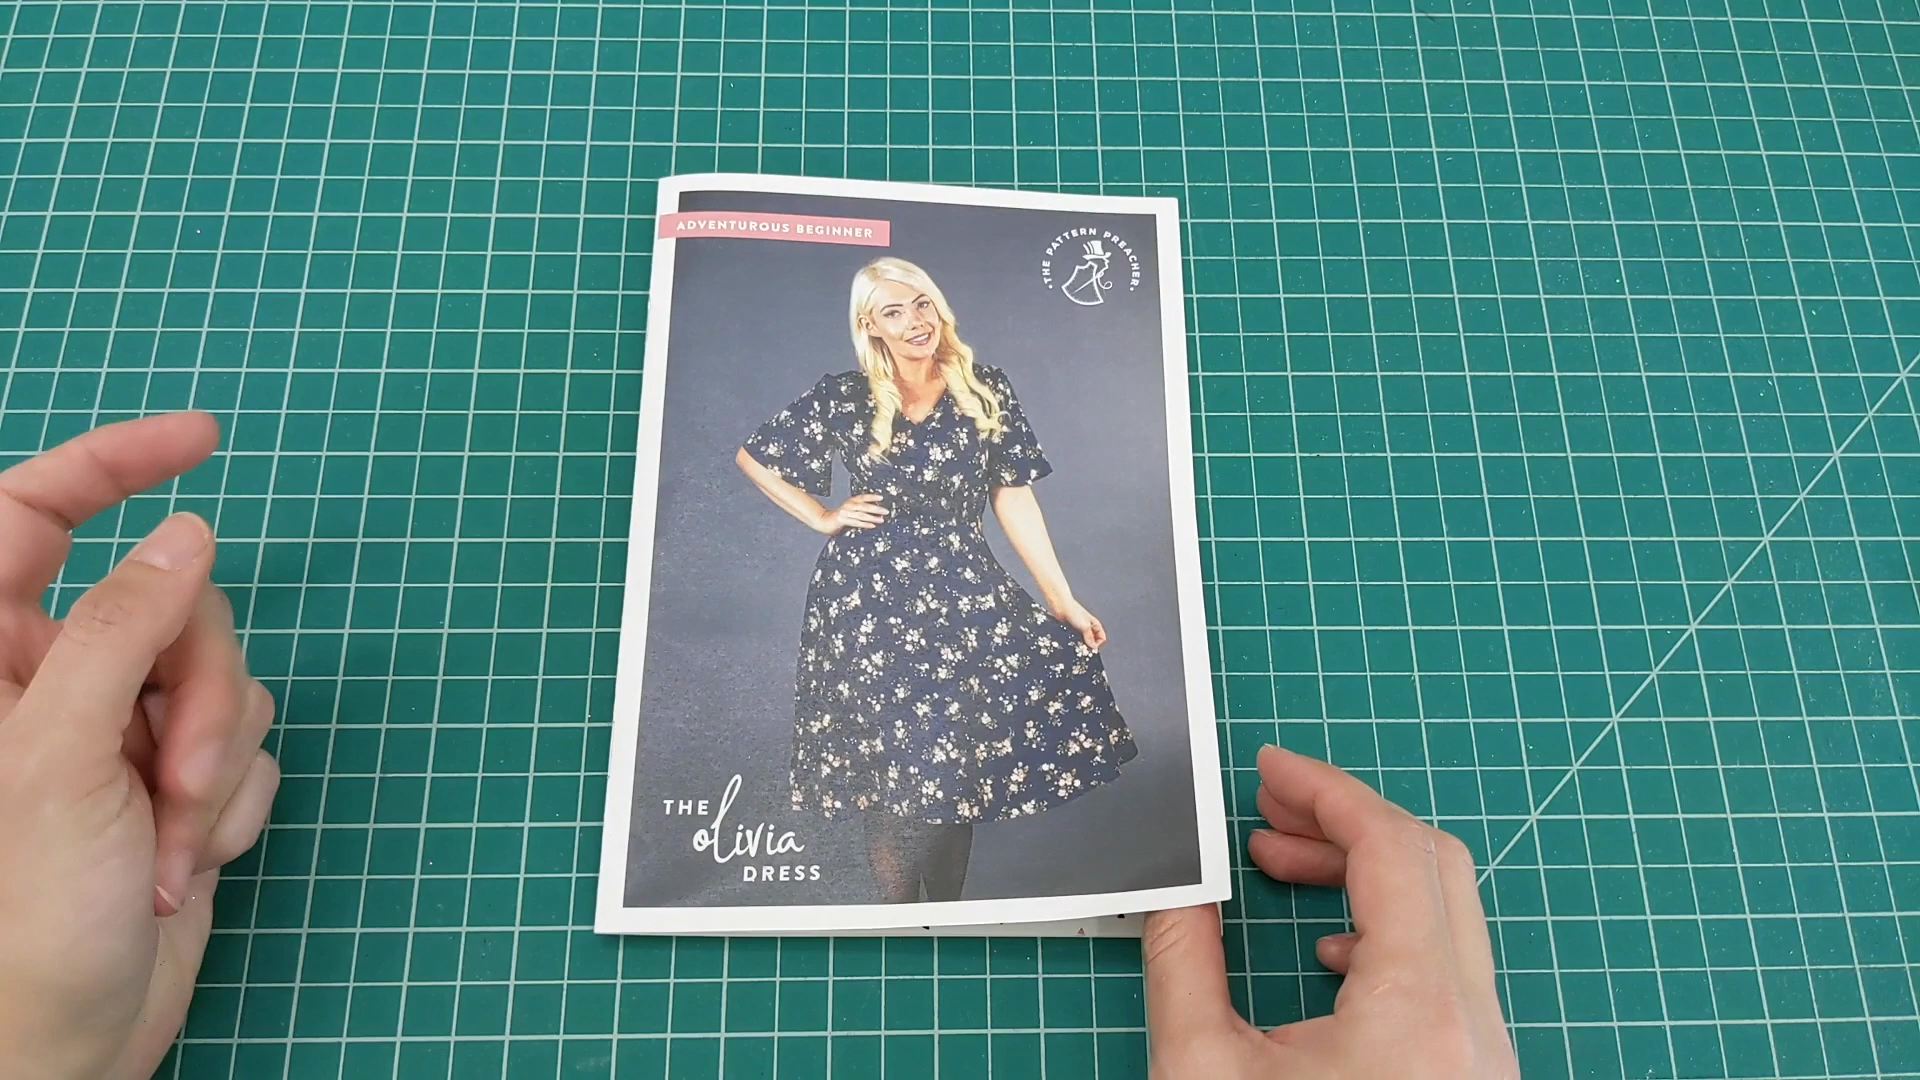 ADVENTUROUS BEGINNER
• THE PATTERN PREACHER •
THE
olivia
DRESS